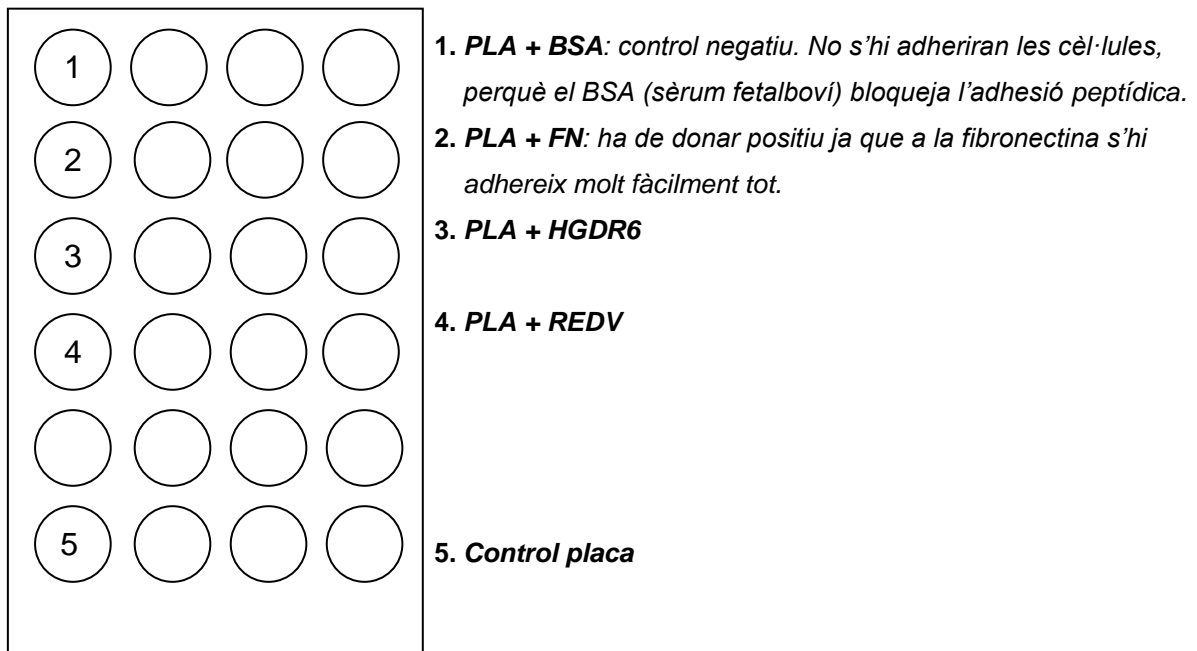 1
2
3
4
5
1. PLA + BSA: control negatiu. No s’hi adheriran les cèl·lules,
perquè el BSA (sèrum fetalboví) bloqueja l’adhesió peptídica.
2. PLA + FN: ha de donar positiu ja que a la fibronectina s’hi
adhereix molt fàcilment tot.
3. PLA + HGDR6
4. PLA + REDV
5. Control placa